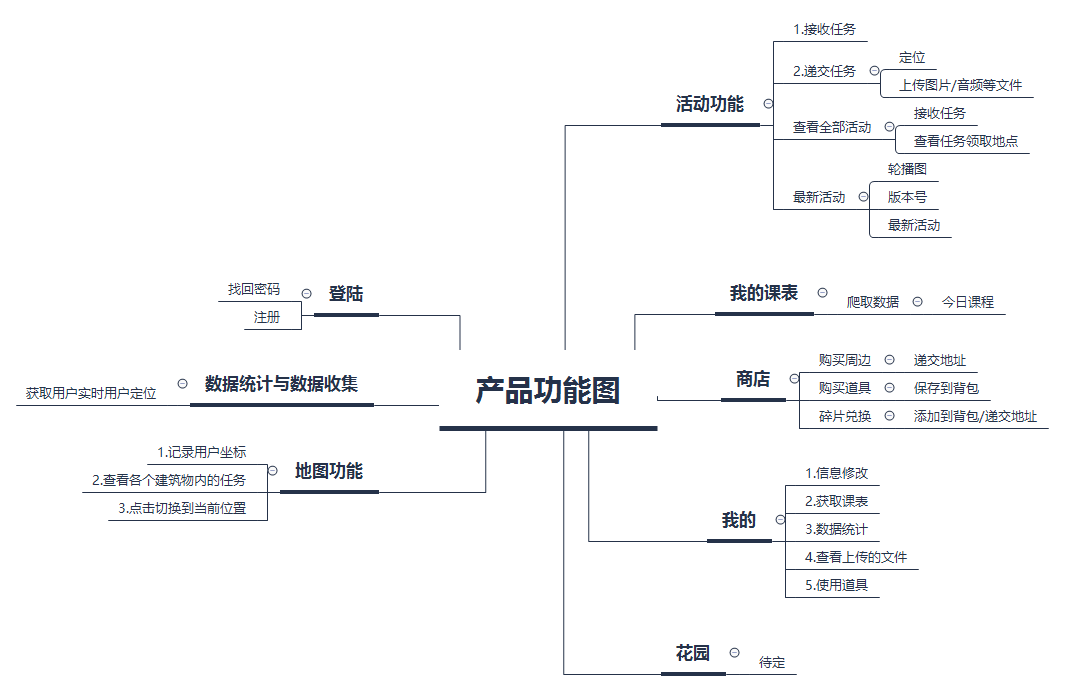 产品功能图
活动功能
1.接收任务
2.递交任务
定位
上传图片/音频等文件
查看全部活动
接收任务
查看任务领取地点
最新活动
轮播图
版本号
最新活动
我的课表
爬取数据
今日课程
商店
购买周边
递交地址
购买道具
保存到背包
碎片兑换
添加到背包/递交地址
我的
1.信息修改
2.获取课表
3.数据统计
4.查看上传的文件
5.使用道具
花园
待定
登陆
找回密码
注册
数据统计与数据收集
获取用户实时用户定位
地图功能
1.记录用户坐标
2.查看各个建筑物内的任务
3.点击切换到当前位置